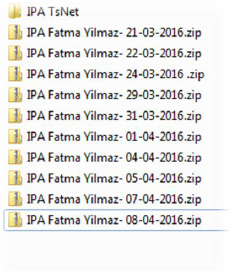 IPA TsNet
IPA Fatma Yilmaz- 21-03-2016.zip
IPA Fatma Yilmaz- 22-03-2016.zip
IPA Fatma Yilmaz- 24-03-2016 .zip
IPA Fatma Yilmaz- 29-03-2016.zip
IPA Fatma Yilmaz- 31-03-2016.zip
IPA Fatma Yilmaz- 01-04-2016.zip
IPA Fatma Yilmaz- 04-04-2016.zip
IPA Fatma Yilmaz- 05-04-2016.zip
IPA Fatma Yilmaz- 07-04-2016.zip
IPA Fatma Yilmaz- 08-04-2016.zip